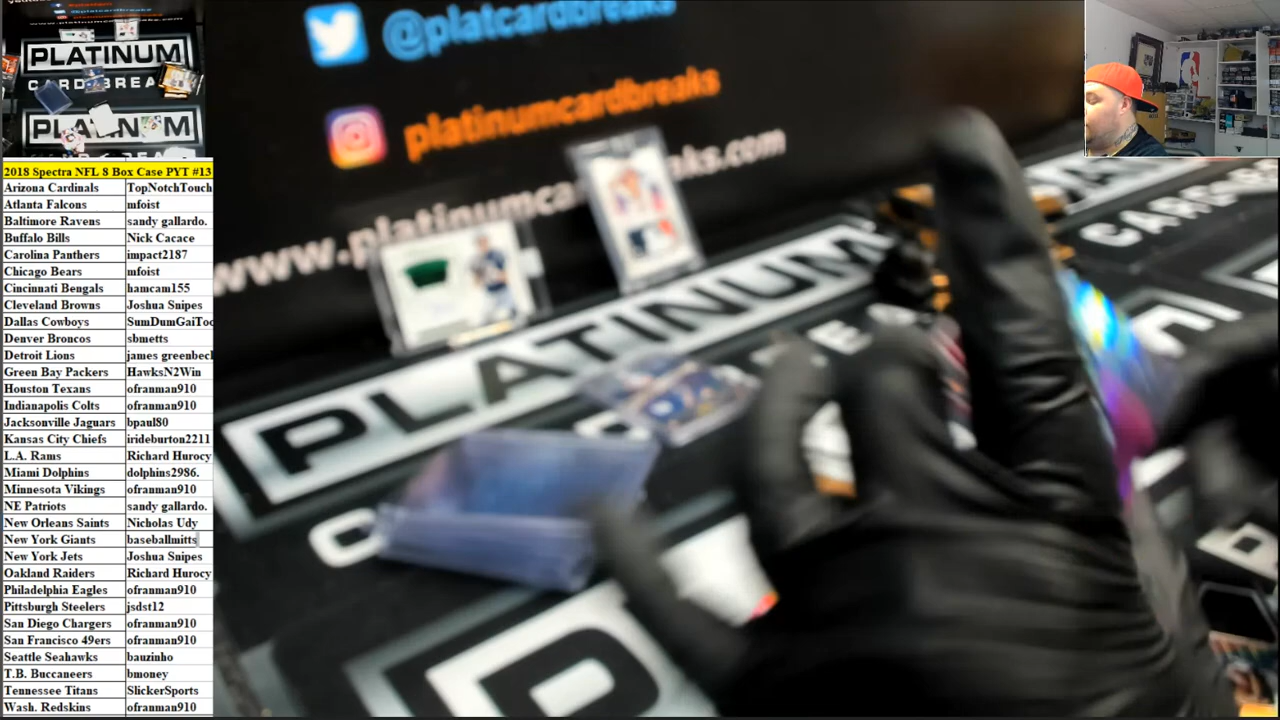 PLATINUM
CARD BREA
PLATINUM
2018 Spectra NFL 8 Box Case PYT #13
Arizona Cardinals TopNotchTouch
Atlanta Falcons mfoist
Baltimore Ravens sandy gallardo.
Buffalo Bills Nick Cacace
Carolina Panthers impact2187
Chicago Bears mfoist
Cincinnati Bengals hamcam155
Cleveland Browns Joshua Snipes
Dallas Cowboys SumDumGaiToo
Denver Broncos sbmetts
Detroit Lions james greenbecl
Green Bay Packers HawksN2Win
Houston Texans ofranman910
Indianapolis Colts ofranman910
Jacksonville Jaguars bpaul80
Kansas City Chiefs irideburton2211
L.A. Rams Richard Hurocy
Miami Dolphins dolphins2986.
Minnesota Vikings ofranman910
NE Patriots sandy gallardo.
New Orleans Saints Nicholas Udy
New York Giants baseballmitts
New York Jets Joshua Snipes
Oakland Raiders Richard Hurocy
Philadelphia Eagles ofranman910
Pittsburgh Steelers jsdst12
San Diego Chargers ofranman910
San Francisco 49ers ofranman910
Seattle Seahawks bauzinho
T.B. Buccaneers bmoney
Tennessee Titans SlickerSports
Wash. Redskins ofranman910
@platcardbreaks
platinumcardbreaks
www.platinumca breaks.com
PLATINUM